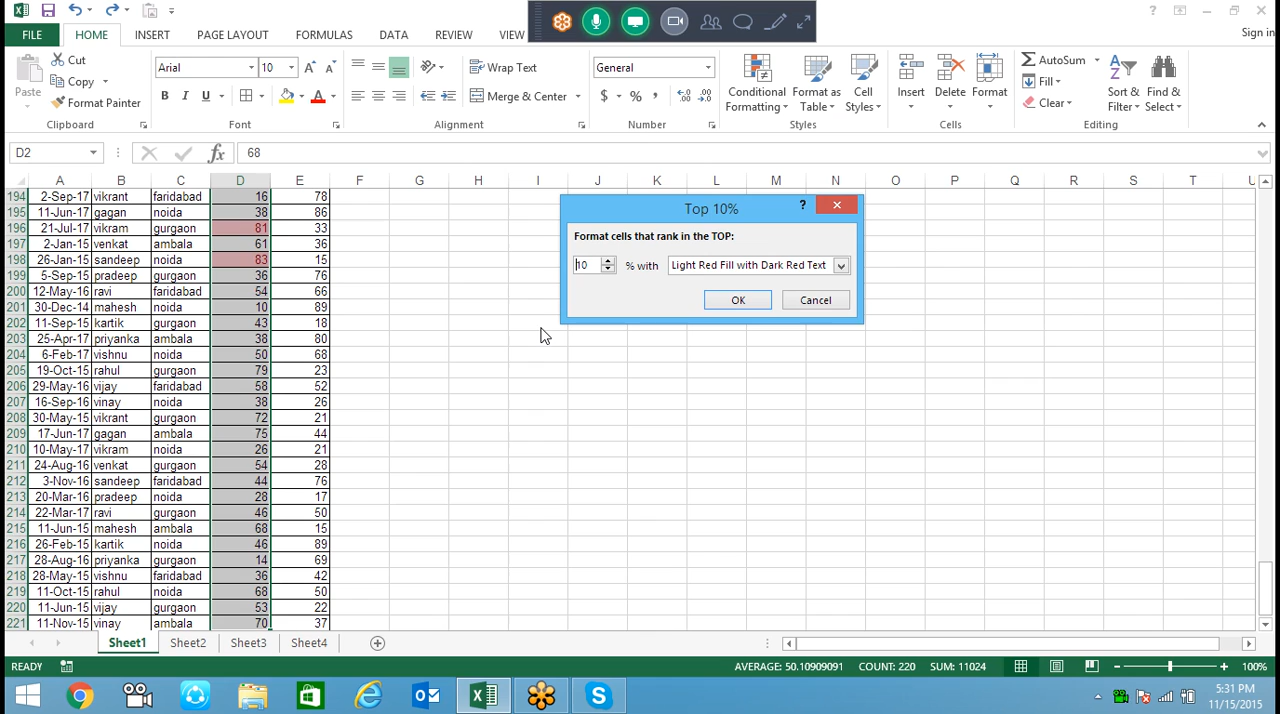 FILE HOME INSERT PAGE LAYOUT FORMULAS DATA REVIEW VIEW Sign in
Cut Arial 10 Wrap Text General AutoSum
Copy Fill
Paste Format Painter B I U Merge & Center $ % , Conditional Formatting Format as Table Cell Styles Insert Delete Format Clear Sort & Filter Find & Select
Clipboard Font Alignment Number Styles Cells Editing
D2 fx 68
A B C D E F G H I J K L M N O P Q R S T U
194 2-Sep-17 vikrant faridabad 16 78
195 11-Jun-17 gagan noida 38 86
196 21-Jul-17 vikram gurgaon 81 33
197 2-Jan-15 venkat ambala 61 36
198 26-Jan-15 sandeep noida 83 15
199 5-Sep-15 pradeep gurgaon 36 76
200 12-May-16 ravi faridabad 54 66
201 30-Dec-14 mahesh noida 10 89
202 11-Sep-15 kartik gurgaon 43 18
203 25-Apr-17 priyanka ambala 38 80
204 6-Feb-17 vishnu noida 50 68
205 19-Oct-15 rahul gurgaon 79 23
206 29-May-16 vijay faridabad 58 52
207 16-Sep-16 vinay noida 38 26
208 30-May-15 vikrant gurgaon 72 21
209 17-Jun-17 gagan ambala 75 44
210 10-May-17 vikram noida 26 21
211 24-Aug-16 venkat gurgaon 54 28
212 3-Nov-16 sandeep faridabad 44 76
213 20-Mar-16 pradeep noida 28 17
214 22-Mar-17 ravi gurgaon 46 50
215 11-Jun-15 mahesh ambala 68 15
216 26-Feb-15 kartik noida 46 89
217 28-Aug-16 priyanka gurgaon 14 69
218 28-May-15 vishnu faridabad 36 42
219 11-Oct-15 rahul noida 68 50
220 11-Jun-15 vijay gurgaon 53 22
221 11-Nov-15 vinay ambala 70 37
Top 10% ?
Format cells that rank in the TOP:
10 % with Light Red Fill with Dark Red Text
OK Cancel
Sheet1 Sheet2 Sheet3 Sheet4
READY AVERAGE: 50.10909091 COUNT: 220 SUM: 11024 100%
5:31 PM
11/15/2015